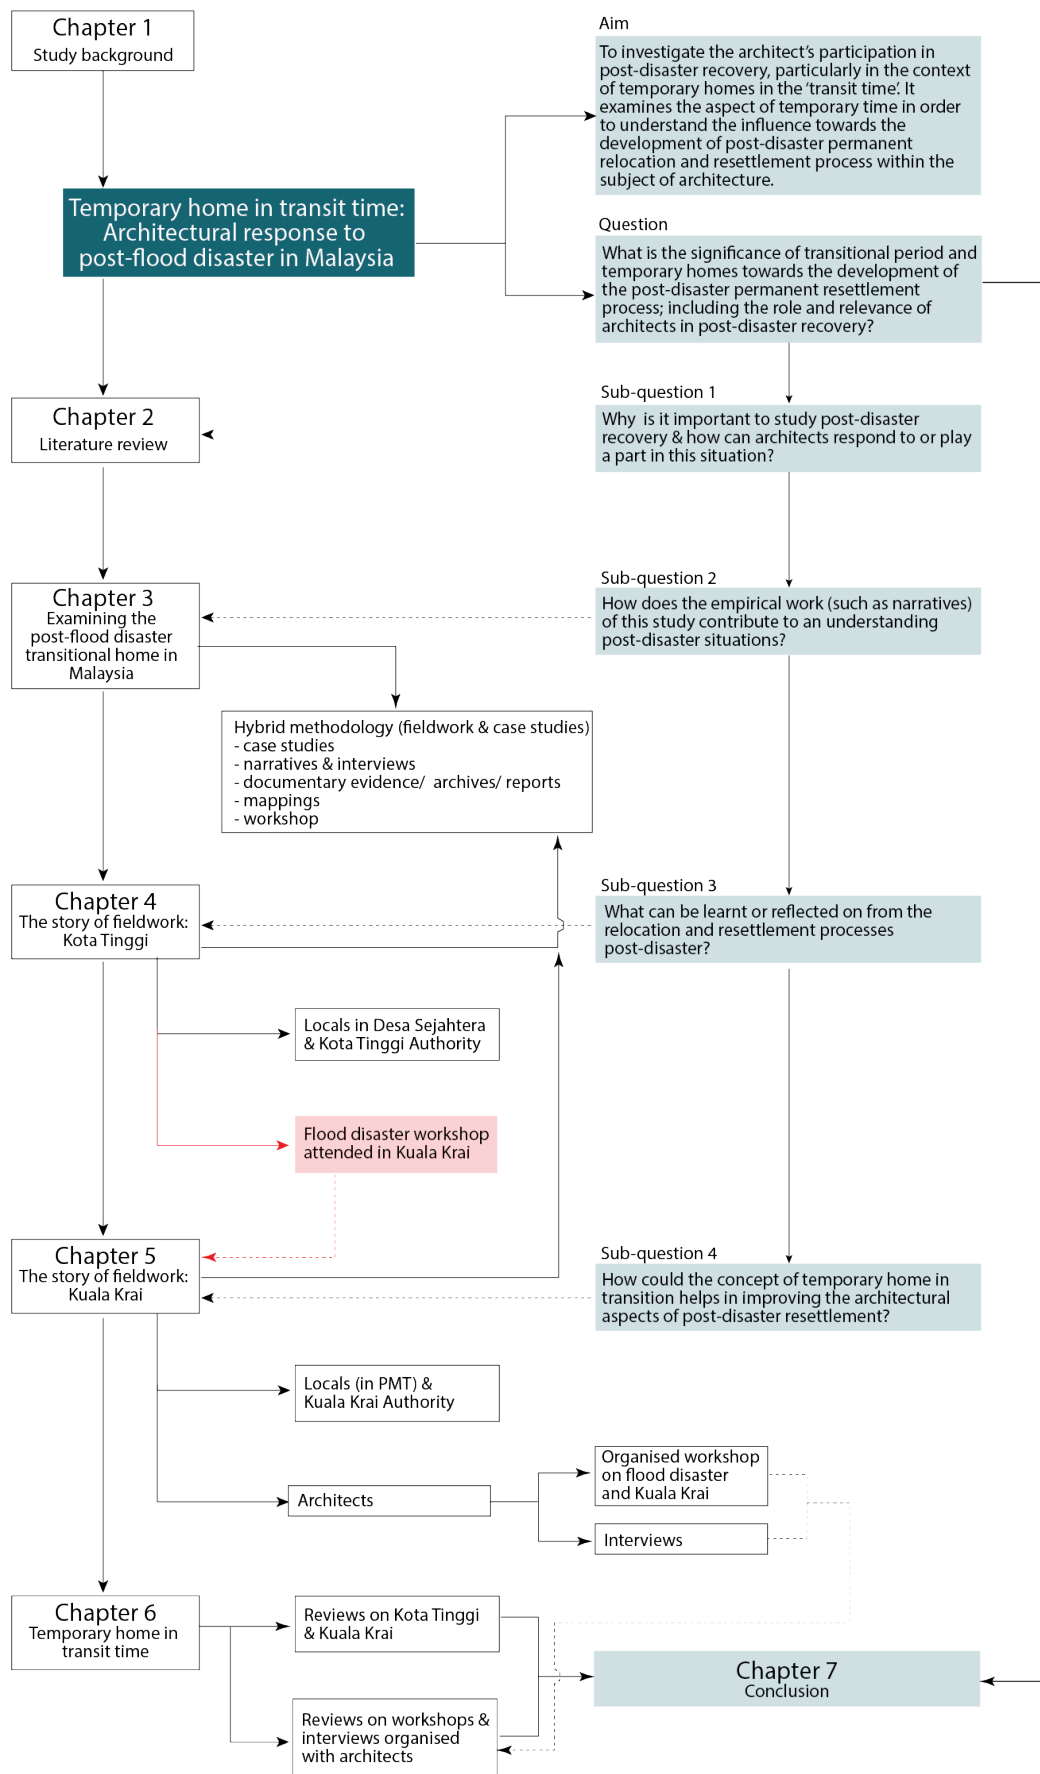 Chapter 1
Study background
Aim
To investigate the architect's participation in
post-disaster recovery, particularly in the context
of temporary homes in the 'transit time'. It
examines the aspect of temporary time in order
to understand the influence towards the
development of post-disaster permanent
relocation and resettlement process within the
subject of architecture.
Temporary home in transit time:
Architectural response to
post-flood disaster in Malaysia
Question
What is the significance of transitional period and
temporary homes towards the development of
the post-disaster permanent resettlement
process; including the role and relevance of
architects in post-disaster recovery?
Chapter 2
Literature review
Sub-question 1
Why is it important to study post-disaster
recovery & how can architects respond to or play
a part in this situation?
Chapter 3
Examining the
post-flood disaster
transitional home in
Malaysia
Sub-question 2
How does the empirical work (such as narratives)
of this study contribute to an understanding
post-disaster situations?
Hybrid methodology (fieldwork & case studies)
- case studies
- narratives & interviews
- documentary evidence/ archives/ reports
- mappings
- workshop
Chapter 4
The story of fieldwork:
Kota Tinggi
Sub-question 3
What can be learnt or reflected on from the
relocation and resettlement processes
post-disaster?
Locals in Desa Sejahtera
& Kota Tinggi Authority
Flood disaster workshop
attended in Kuala Krai
Chapter 5
The story of fieldwork:
Kuala Krai
Sub-question 4
How could the concept of temporary home in
transition helps in improving the architectural
aspects of post-disaster resettlement?
Locals (in PMT) &
Kuala Krai Authority
Architects
Organised workshop
on flood disaster
and Kuala Krai
Interviews
Chapter 6
Temporary home in
transit time
Reviews on Kota Tinggi
& Kuala Krai
Reviews on workshops &
interviews organised
with architects
Chapter 7
Conclusion